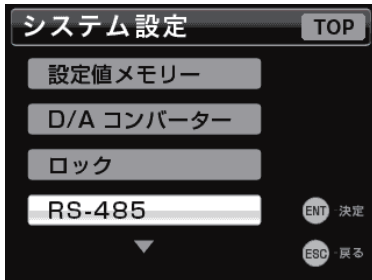 システム設定 TOP
設定値メモリー
D/A コンバーター
ロック
RS-485
ENT 決定
ESC 戻る